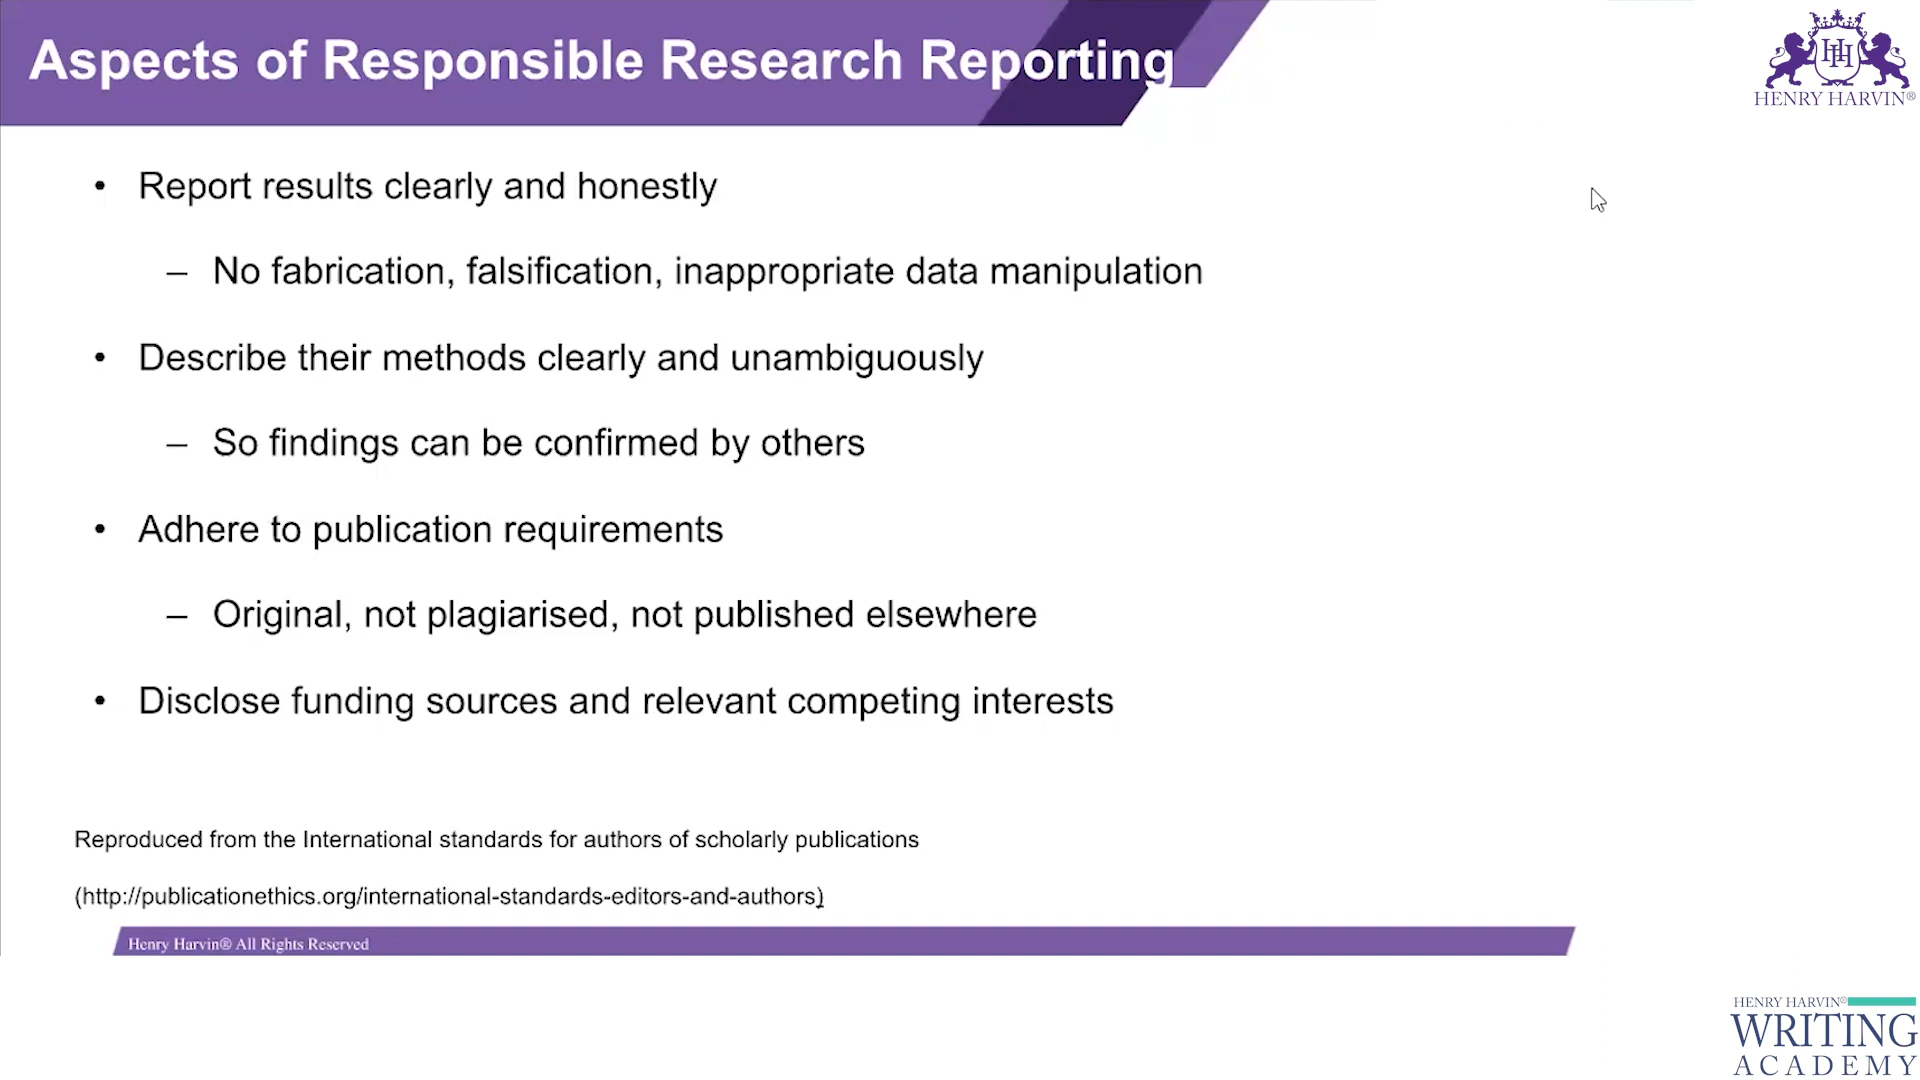 Aspects of Responsible Research Reporting
HENRY HARVIN®
• Report results clearly and honestly
– No fabrication, falsification, inappropriate data manipulation
• Describe their methods clearly and unambiguously
– So findings can be confirmed by others
• Adhere to publication requirements
– Original, not plagiarised, not published elsewhere
• Disclose funding sources and relevant competing interests
Reproduced from the International standards for authors of scholarly publications
(http://publicationethics.org/international-standards-editors-and-authors)
Henry Harvin® All Rights Reserved
HENRY HARVIN®
WRITING
ACADEMY